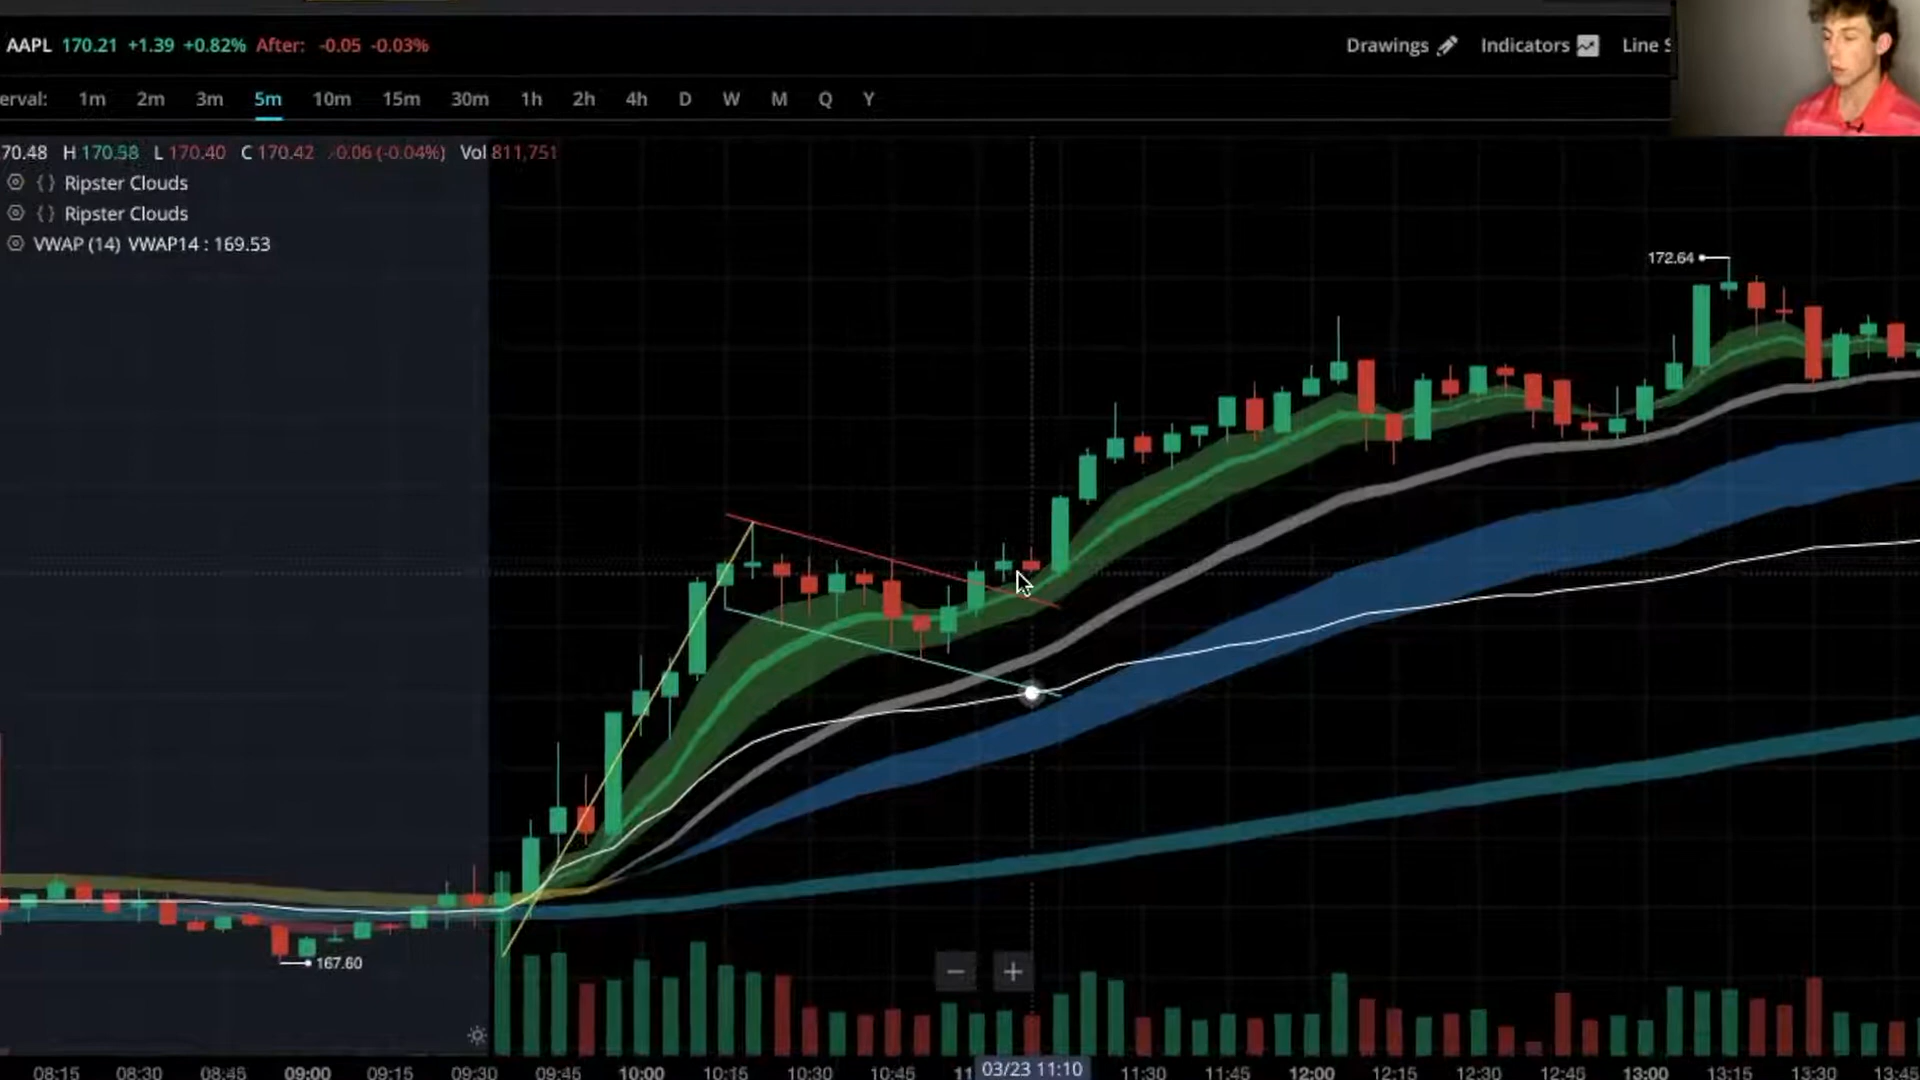 AAPL 170.21 +1.39 +0.82% After: -0.05 -0.03%
Drawings Indicators Line S
erval: 1m 2m 3m 5m 10m 15m 30m 1h 2h 4h D W M Q Y
70.48 H 170.58 L 170.40 C 170.42 -0.06 (-0.04%) Vol 811,751
Ripster Clouds
Ripster Clouds
VWAP (14) VWAP14 : 169.53
172.64
167.60
08:15 08:30 08:45 09:00 09:15 09:30 09:45 10:00 10:15 10:30 10:45 11 03/23 11:10 11:30 11:45 12:00 12:15 12:30 12:45 13:00 13:15 13:30 13:45